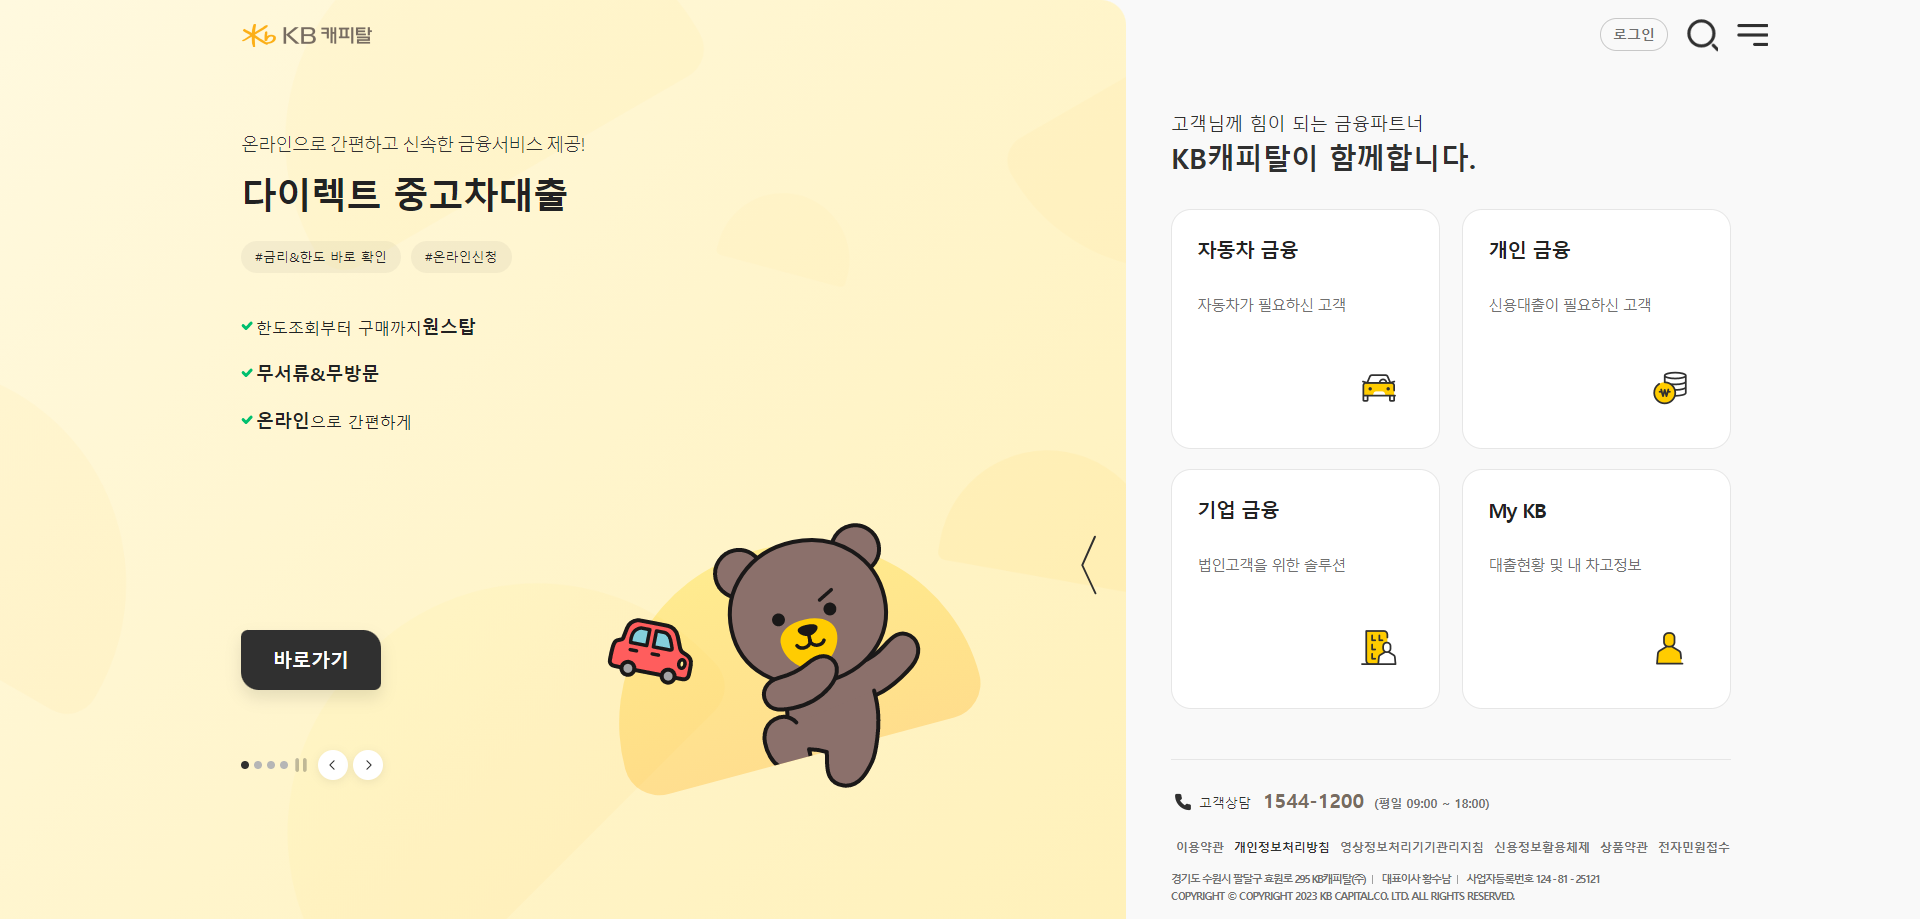 KB 캐피탈
온라인으로 간편하고 신속한 금융서비스 제공!
다이렉트 중고차대출
#금리&한도 바로 확인 #온라인신청
한도조회부터 구매까지원스탑
무서류&무방문
온라인으로 간편하게
바로가기
로그인
고객님께 힘이 되는 금융파트너
KB캐피탈이 함께합니다.
자동차 금융
자동차가 필요하신 고객
개인 금융
신용대출이 필요하신 고객
기업 금융
법인고객을 위한 솔루션
My KB
대출현황 및 내 차고정보
고객상담 1544-1200 (평일 09:00 ~ 18:00)
이용약관 개인정보처리방침 영상정보처리기기관리지침 신용정보활용체제 상품약관 전자민원접수
경기도 수원시 팔달구 효원로 295 KB캐피탈(주) | 대표이사 황수남 | 사업자등록번호 124 - 81 - 25121
COPYRIGHT © COPYRIGHT 2023 KB CAPITAL.CO. LTD. ALL RIGHTS RESERVED.